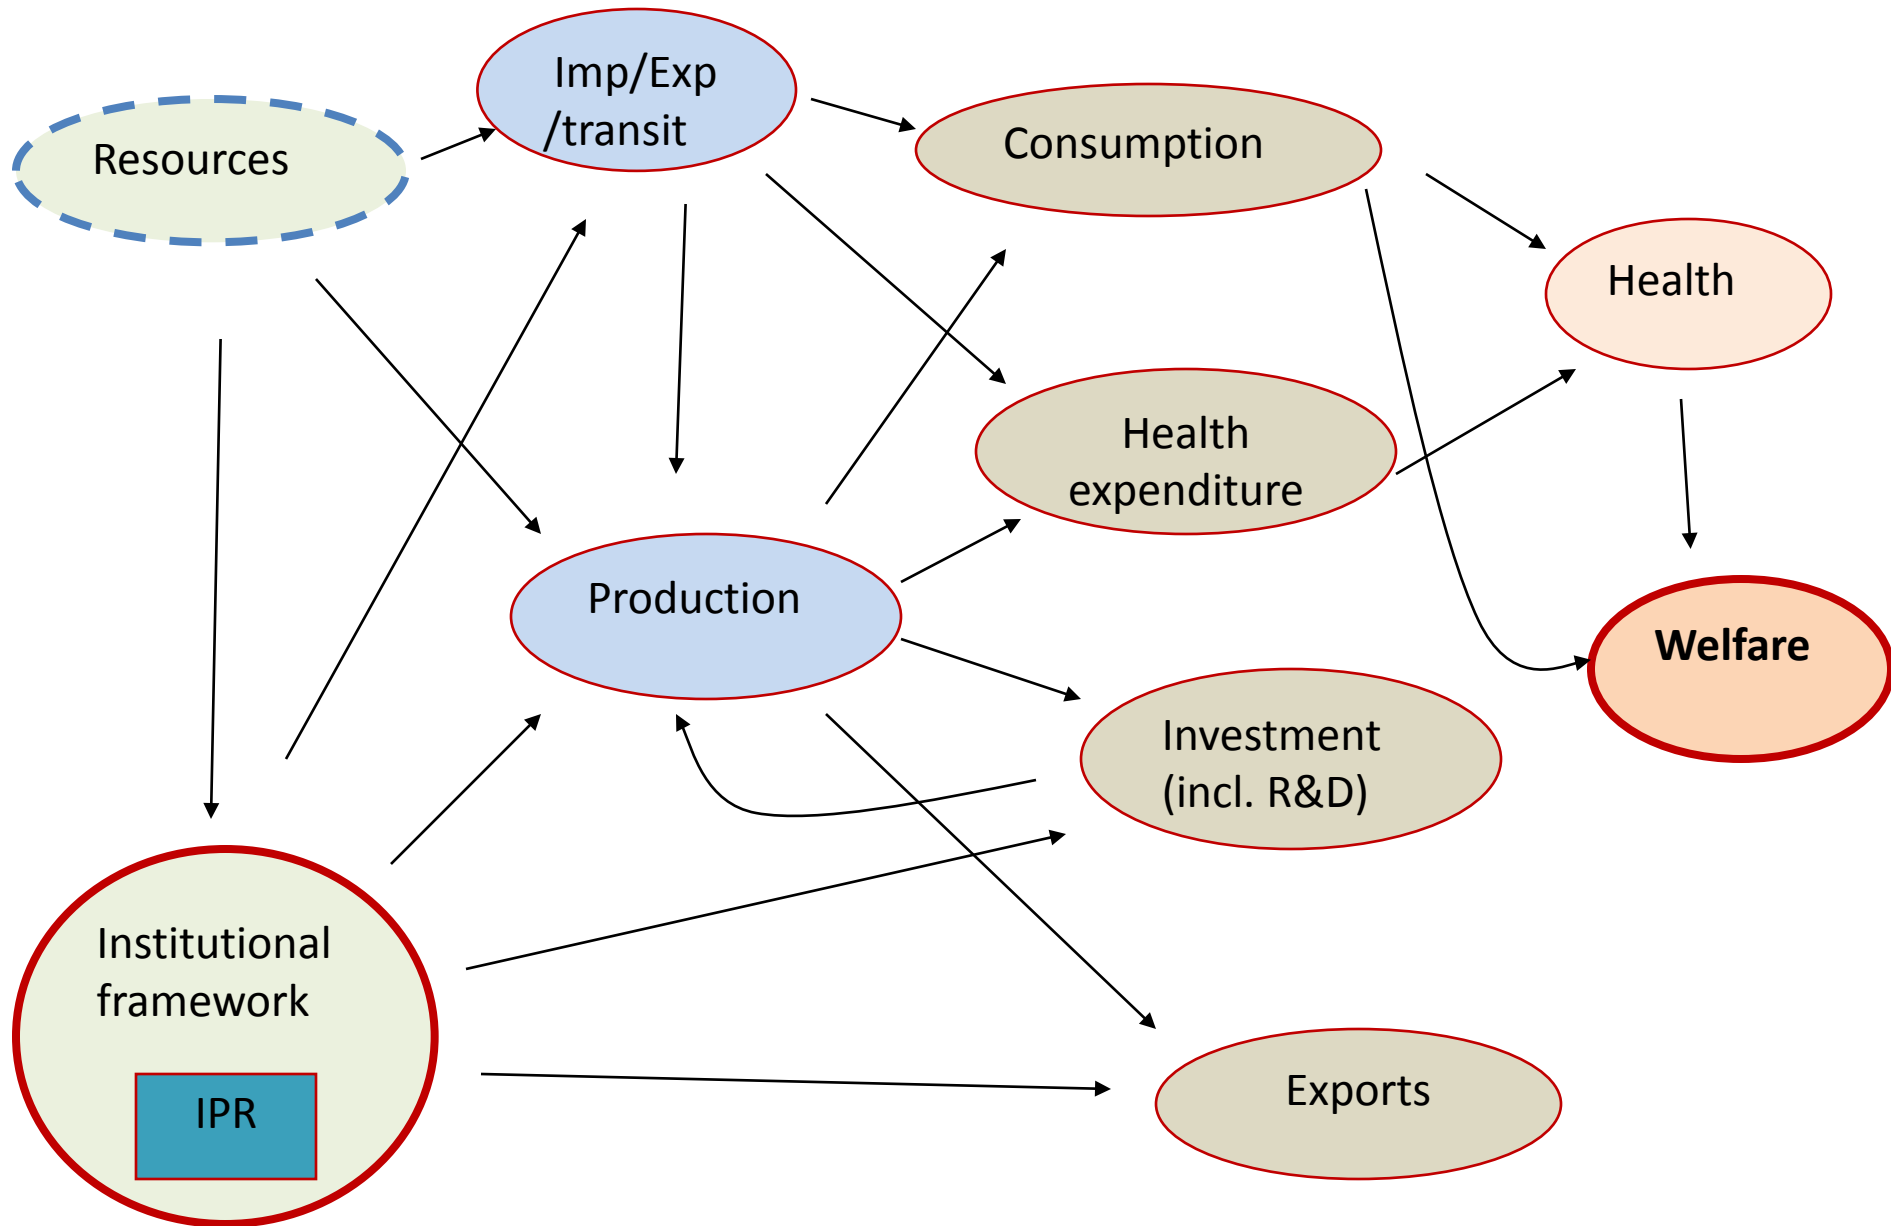 Imp/Exp
/transit
Resources
Consumption
Health
Health
expenditure
Production
Welfare
Investment
(incl. R&D)
Institutional
framework
IPR
Exports